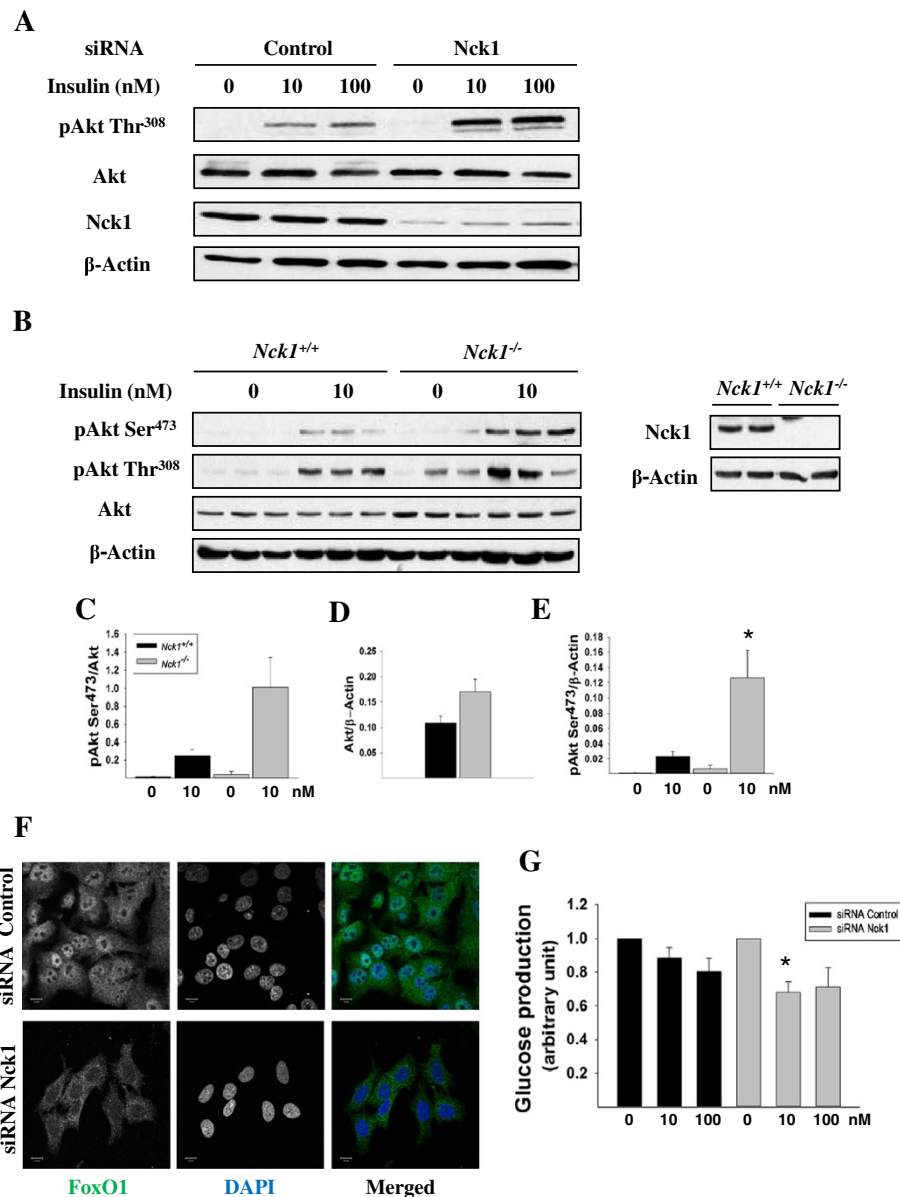 A
siRNA Control Nck1
Insulin (nM) 0 10 100 0 10 100
pAkt Thr308
Akt
Nck1
β-Actin
B
Nck1+/+ Nck1-/-
Insulin (nM) 0 10 0 10
pAkt Ser473
pAkt Thr308
Akt
β-Actin
Nck1+/+ Nck1-/-
Nck1
β-Actin
C
pAkt Ser473/Akt
1.6
1.4
1.2
1.0
0.8
0.6
0.4
0.2
Nck1+/+
Nck1-/-
0 10 0 10 nM
D
Akt/β-Actin
0.25
0.20
0.15
0.10
0.05
E
pAkt Ser473/β-Actin
0.18
0.16
0.14
0.12
0.10
0.08
0.06
0.04
0.02
*
0 10 0 10 nM
F
siRNA Control
siRNA Nck1
FoxO1 DAPI Merged
G
Glucose production
(arbitrary unit)
1.2
1.0
0.8
0.6
0.4
0.2
siRNA Control
siRNA Nck1
*
0 10 100 0 10 100 nM